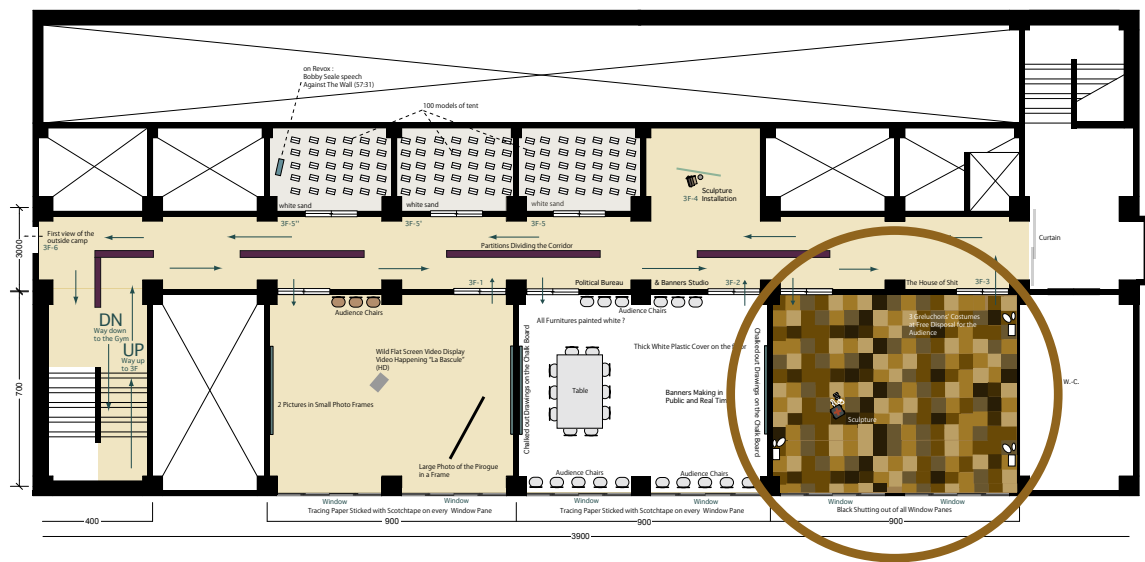 on Revox :
Bobby Seale speech
Against The Wall (57:31)
100 models of tent
white sand
white sand
white sand
3F-4
Sculpture
Installation
First view of the
outside camp
3F-6
3F-5"
3F-5'
3F-5
Partitions Dividing the Corridor
Curtain
3000
3F-1
Political Bureau
& Banners Studio
3F-2
The House of Shit
3F-3
DN
Way down
to the Gym
UP
Way up
to 3F
Audience Chairs
Audience Chairs
All Furnitures painted white ?
Wild Flat Screen Video Display
Video Happening "La Bascule"
(HD)
2 Pictures in Small Photo Frames
Large Photo of the Pirogue
in a Frame
Chalked out Drawings on the Chalk Board
Table
Thick White Plastic Cover on the
Banners Making in
Public and Real Tim
Chalked out Drawings on the Chalk Board
3 Greluchons' Costumes
at Free Disposal for the
Audience
Sculpture
W.-C.
700
Audience Chairs
Audience Chairs
Window
Window
Window
Window
Window
Window
Tracing Paper Sticked with Scotchtape on every Window Pane
Tracing Paper Sticked with Scotchtape on every Window Pane
Black Shutting out of all Window Panes
400
900
900
900
3900